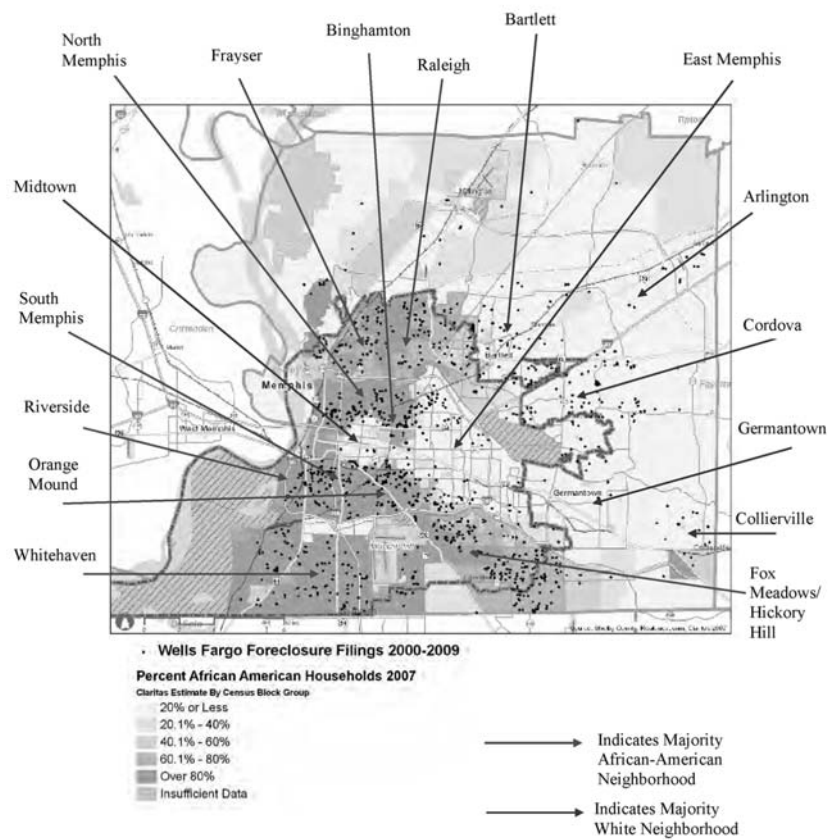 Binghamton
Bartlett
North
Memphis
Frayser
Raleigh
East Memphis
Midtown
Arlington
South
Memphis
Cordova
Riverside
Germantown
Orange
Mound
Collierville
Whitehaven
Fox
Meadows/
Hickory
Hill
Memphis
West Memphis
Bartlett
Germantown
• Wells Fargo Foreclosure Filings 2000-2009
Percent African American Households 2007
Claritas Estimate By Census Block Group
20% or Less
20.1% - 40%
40.1% - 60%
60.1% - 80%
Over 80%
Insufficient Data
Indicates Majority
African-American
Neighborhood
Indicates Majority
White Neighborhood